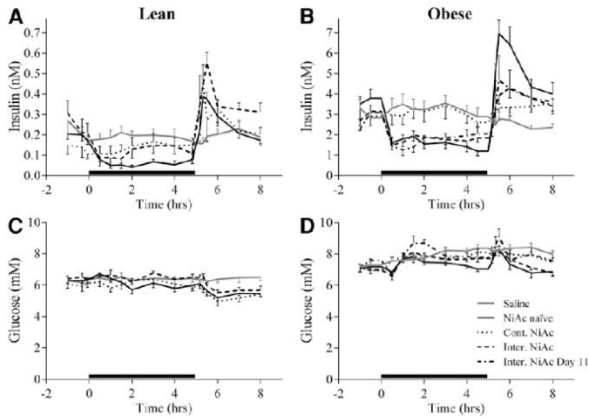 A Lean B Obese
Insulin (nM)
0.7
0.6
0.5
0.4
0.3
0.2
0.1
0.0
-2 0 2 4 6 8
Time (hrs)
Insulin (nM)
8
7
6
5
4
3
2
1
0
-2 0 2 4 6 8
Time (hrs)
C D
Glucose (mM)
10
8
6
4
2
0
-2 0 2 4 6 8
Time (hrs)
Glucose (mM)
10
8
6
4
2
0
Saline
NiAc naïve
Cont. NiAc
Inter. NiAc
Inter. NiAc Day 11
-2 0 2 4 6 8
Time (hrs)